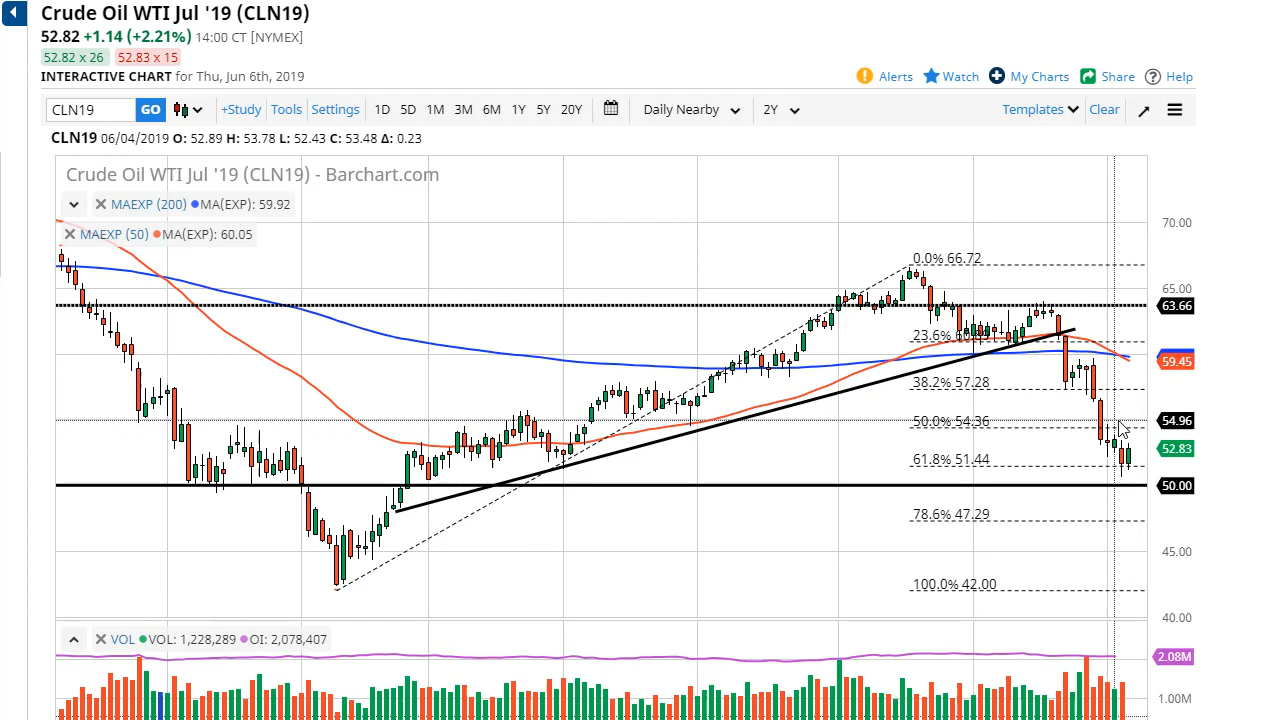 Crude Oil WTI Jul '19 (CLN19)
52.82 +1.14 (+2.21%) 14:00 CT [NYMEX]
52.82 x 26 52.83 x 15
INTERACTIVE CHART for Thu, Jun 6th, 2019
Alerts Watch My Charts Share Help
CLN19 GO +Study Tools Settings 1D 5D 1M 3M 6M 1Y 5Y 20Y Daily Nearby 2Y Templates Clear
CLN19 06/04/2019 O: 52.89 H: 53.78 L: 52.43 C: 53.48 Δ: 0.23
Crude Oil WTI Jul '19 (CLN19) - Barchart.com
MAEXP (200) MA(EXP): 59.92
MAEXP (50) MA(EXP): 60.05
70.00
0.0% 66.72
65.00
63.66
23.6%
59.45
38.2% 57.28
54.96
50.0% 54.36
52.83
61.8% 51.44
50.00
78.6% 47.29
45.00
100.0% 42.00
40.00
VOL VOL: 1,228,289 OI: 2,078,407
2.08M
1.00M